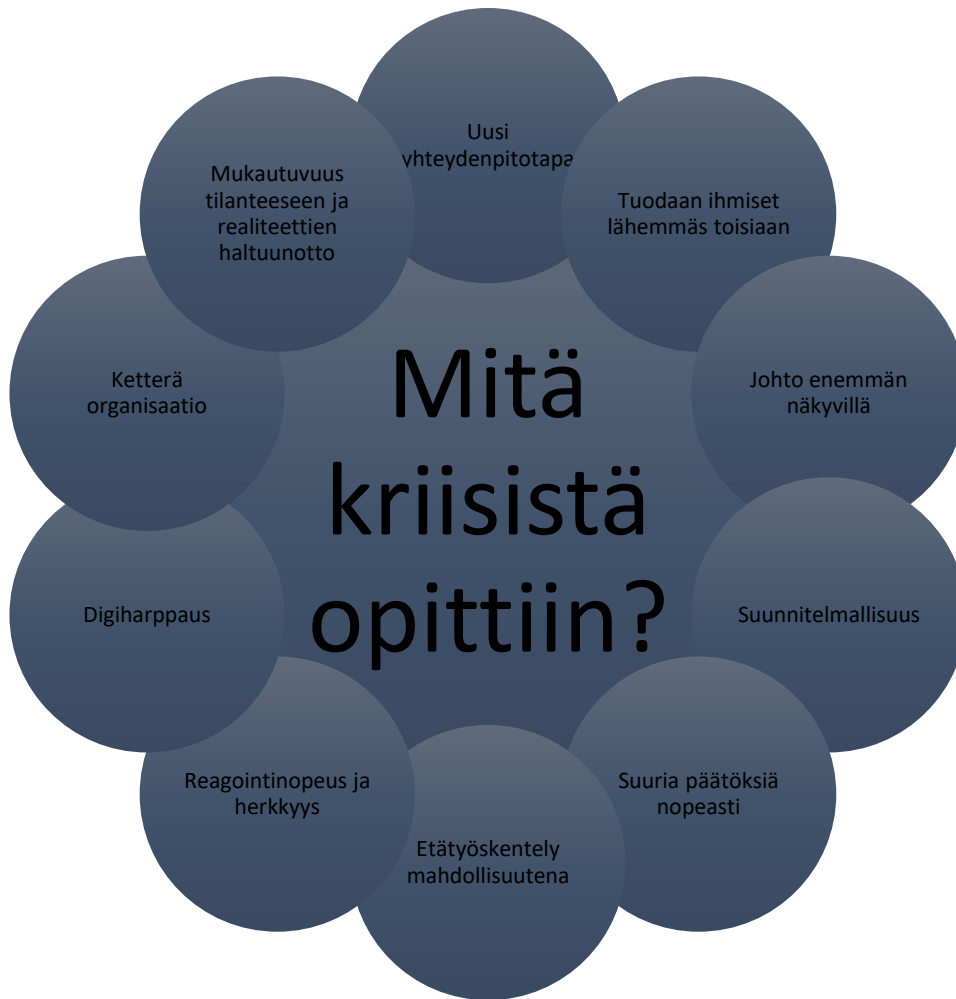 Mitä
kriisistä
opittiin?
Uusi
yhteydenpitotapa
Tuodaan ihmiset
lähemmäs toisiaan
Johto enemmän
näkyvillä
Suunnitelmallisuus
Suuria päätöksiä
nopeasti
Etätyöskentely
mahdollisuutena
Reagointinopeus ja
herkkyys
Digiharppaus
Ketterä
organisaatio
Mukautuvuus
tilanteeseen ja
realiteettien
haltuunotto